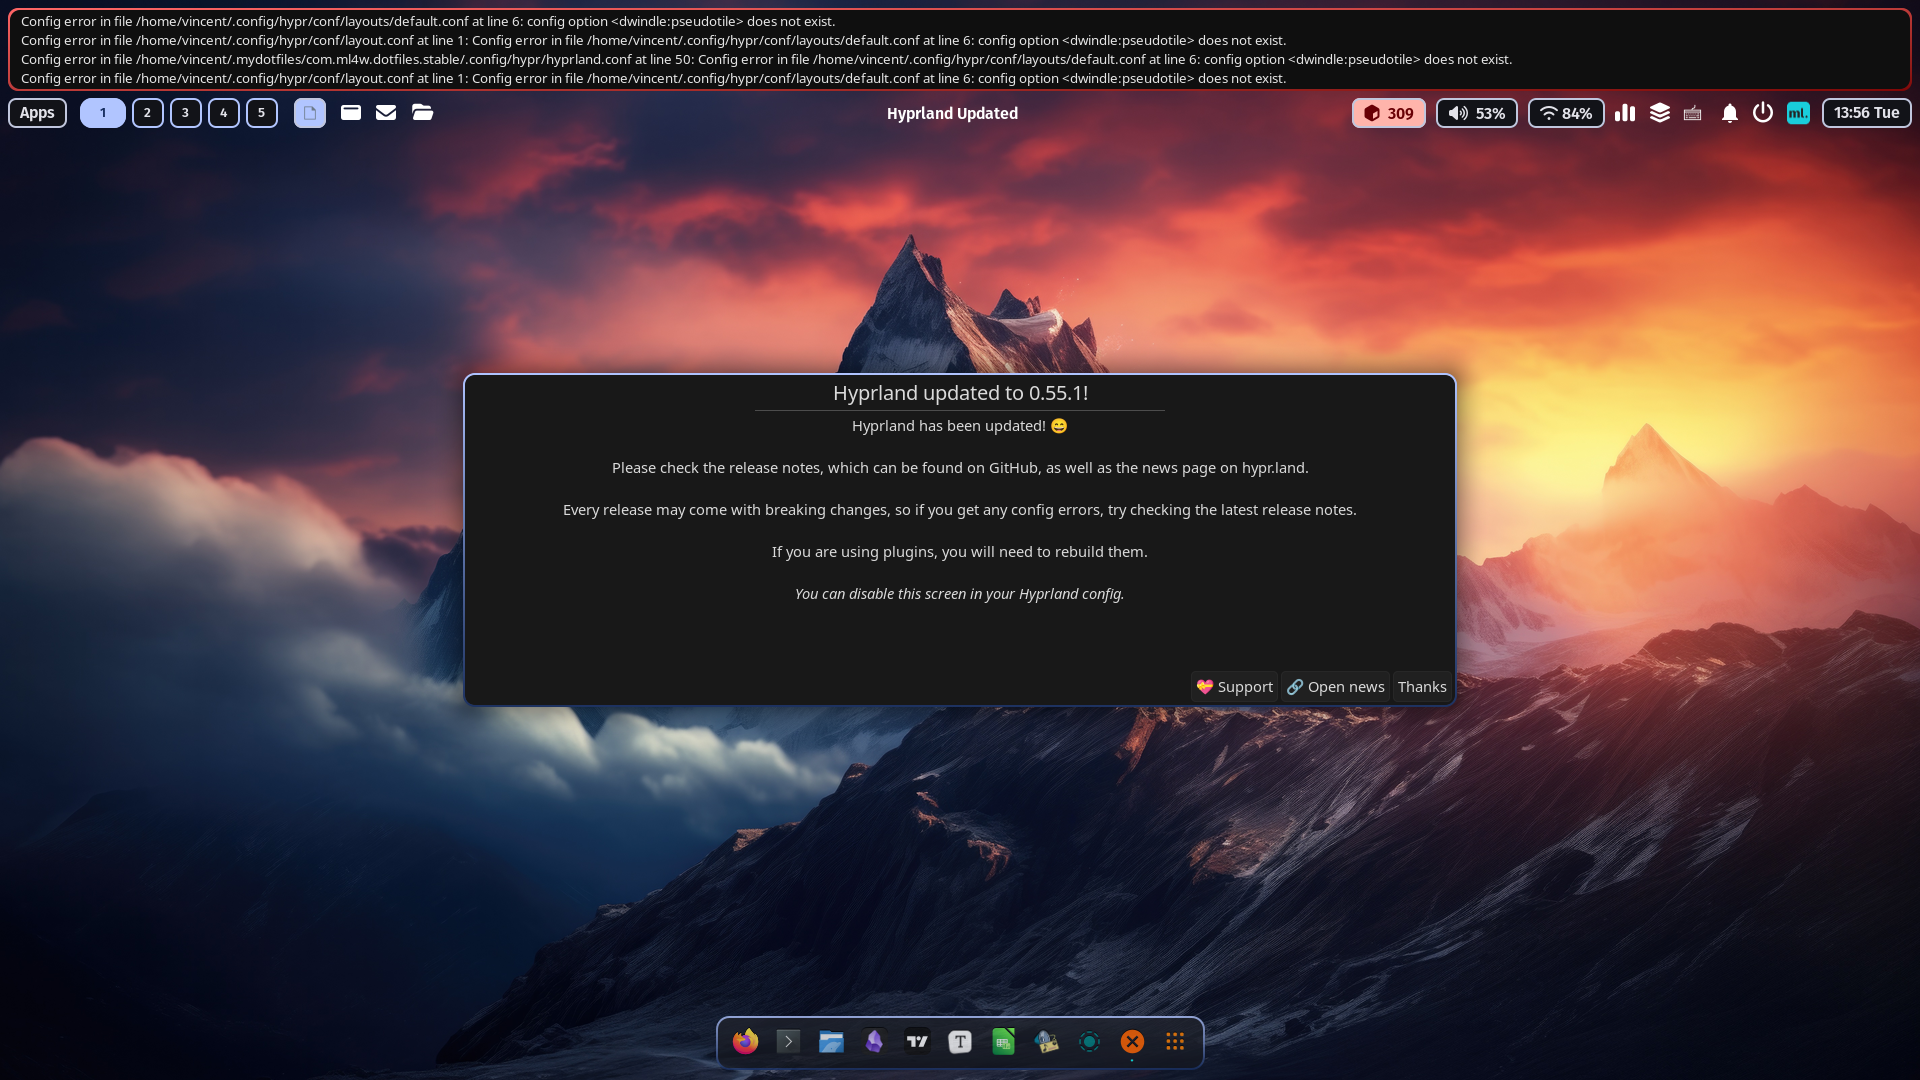 Config error in file /home/vincent/.config/hypr/conf/layouts/default.conf at line 6: config option <dwindle:pseudotile> does not exist.
Config error in file /home/vincent/.config/hypr/conf/layout.conf at line 1: Config error in file /home/vincent/.config/hypr/conf/layouts/default.conf at line 6: config option <dwindle:pseudotile> does not exist.
Config error in file /home/vincent/.mydotfiles/com.ml4w.dotfiles.stable/.config/hypr/hyprland.conf at line 50: Config error in file /home/vincent/.config/hypr/conf/layouts/default.conf at line 6: config option <dwindle:pseudotile> does not exist.
Config error in file /home/vincent/.config/hypr/conf/layout.conf at line 1: Config error in file /home/vincent/.config/hypr/conf/layouts/default.conf at line 6: config option <dwindle:pseudotile> does not exist.
Apps 1 2 3 4 5 Hyprland Updated 309 53% 84% ml. 13:56 Tue
Hyprland updated to 0.55.1!
Hyprland has been updated! 😄
Please check the release notes, which can be found on GitHub, as well as the news page on hypr.land.
Every release may come with breaking changes, so if you get any config errors, try checking the latest release notes.
If you are using plugins, you will need to rebuild them.
You can disable this screen in your Hyprland config.
💝 Support 🔗 Open news Thanks
T